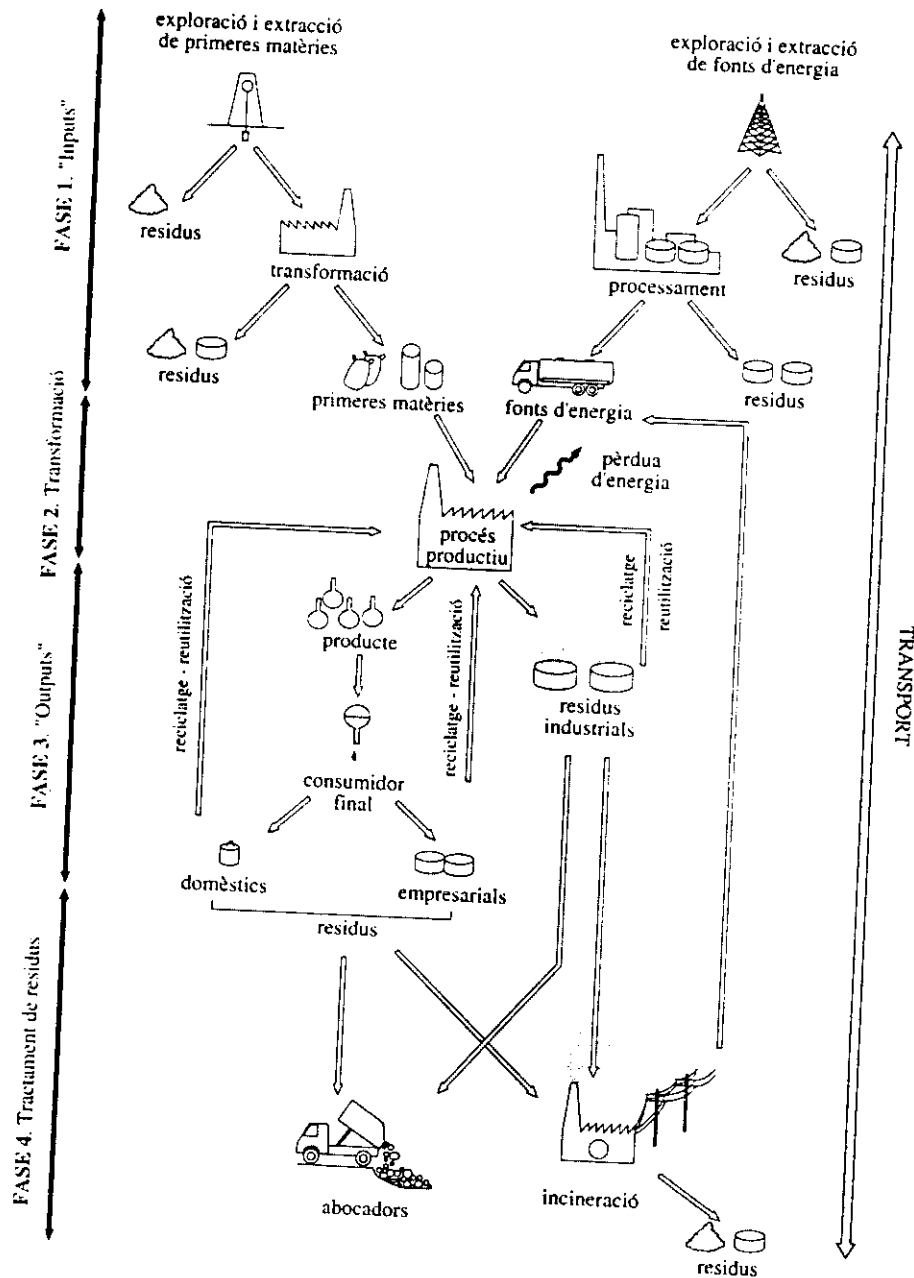 exploració i extracció
de primeres matèries
exploració i extracció
de fonts d'energia
FASE 1. "Inputs"
residus
transformació
processament
residus
residus
primeres matèries
fonts d'energia
residus
FASE 2. Transformació
pèrdua
d'energia
procés
productiu
reciclatge - reutilització
reciclatge - reutilització
reciclatge
reutilització
producte
residus
industrials
FASE 3. "Outputs"
consumidor
final
domèstics
empresarials
residus
TRANSPORT
FASE 4. Tractament de residus
abocadors
incineració
residus